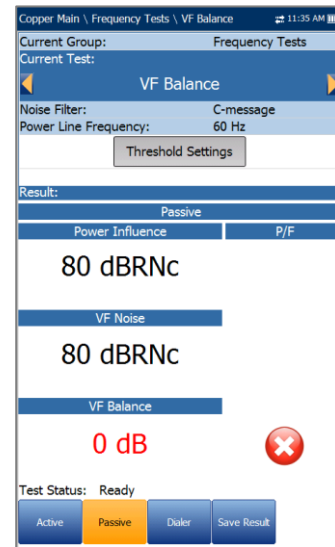 Copper Main \ Frequency Tests \ VF Balance 11:35 AM
Current Group: Frequency Tests
Current Test:
VF Balance
Noise Filter: C-message
Power Line Frequency: 60 Hz
Threshold Settings
Result:
Passive
Power Influence P/F
80 dBRNc
VF Noise
80 dBRNc
VF Balance
0 dB
Test Status: Ready
Active Passive Dialer Save Result